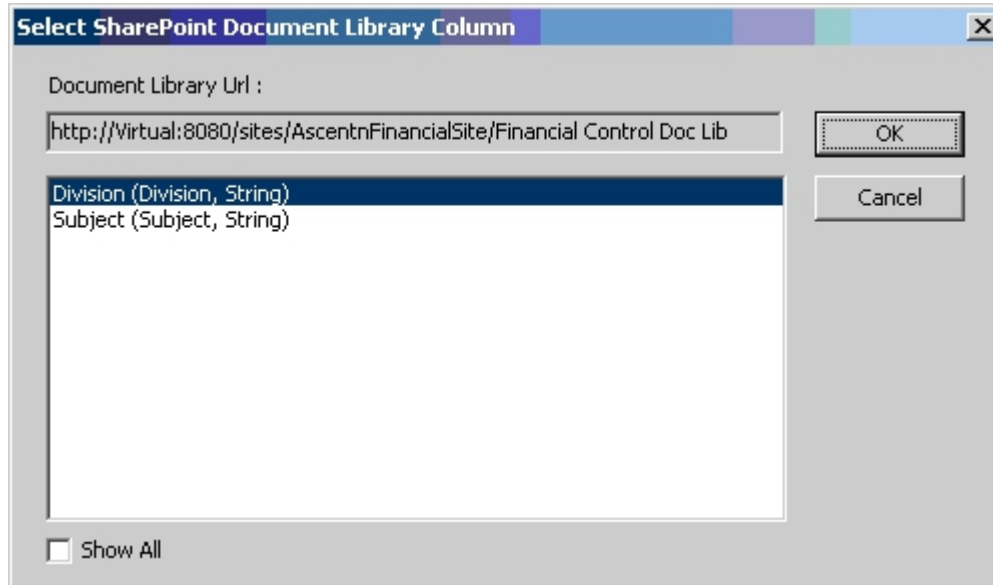 Select SharePoint Document Library Column
Document Library Url :
http://Virtual:8080/sites/AscentnFinancialSite/Financial Control Doc Lib
OK
Division (Division, String)
Subject (Subject, String)
Cancel
Show All